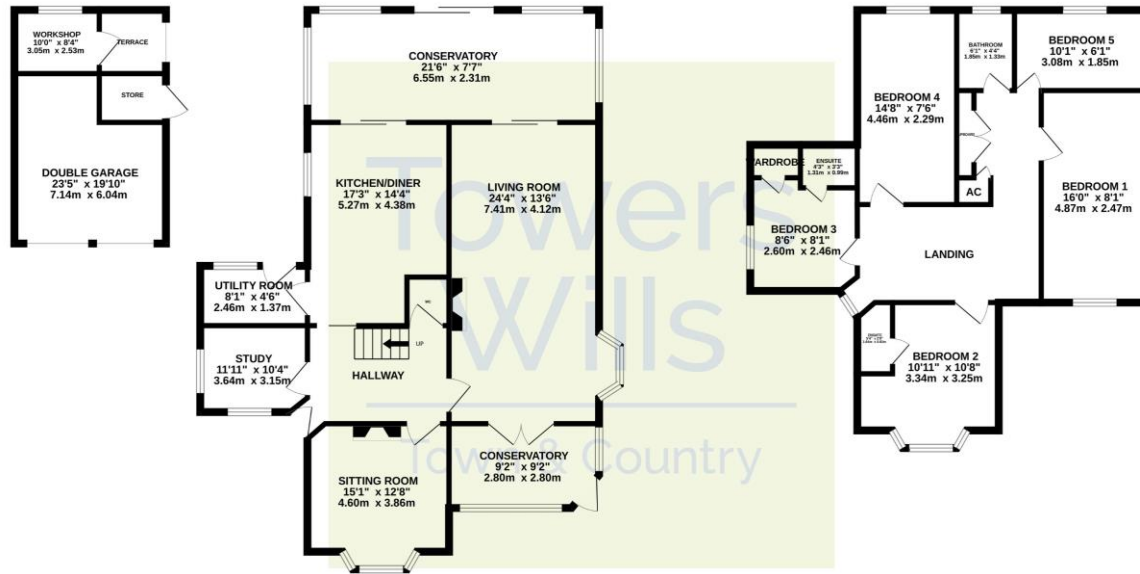 WORKSHOP
10'0" x 8'4"
3.05m x 2.53m
TERRACE
STORE
DOUBLE GARAGE
23'5" x 19'10"
7.14m x 6.04m
CONSERVATORY
21'6" x 7'7"
6.55m x 2.31m
KITCHEN/DINER
17'3" x 14'4"
5.27m x 4.38m
LIVING ROOM
24'4" x 13'6"
7.41m x 4.12m
UTILITY ROOM
8'1" x 4'6"
2.46m x 1.37m
WC
UP
STUDY
11'11" x 10'4"
3.64m x 3.15m
HALLWAY
SITTING ROOM
15'1" x 12'8"
4.60m x 3.86m
CONSERVATORY
9'2" x 9'2"
2.80m x 2.80m
BEDROOM 4
14'8" x 7'6"
4.46m x 2.29m
BATHROOM
6'1" x 4'4"
1.85m x 1.33m
BEDROOM 5
10'1" x 6'1"
3.08m x 1.85m
WARDROBE
ENSUITE
4'3" x 3'3"
1.31m x 0.99m
BEDROOM 3
8'6" x 8'1"
2.60m x 2.46m
AC
BEDROOM 1
16'0" x 8'1"
4.87m x 2.47m
LANDING
ENSUITE
BEDROOM 2
10'11" x 10'8"
3.34m x 3.25m
Towers
Wills
Town & Country